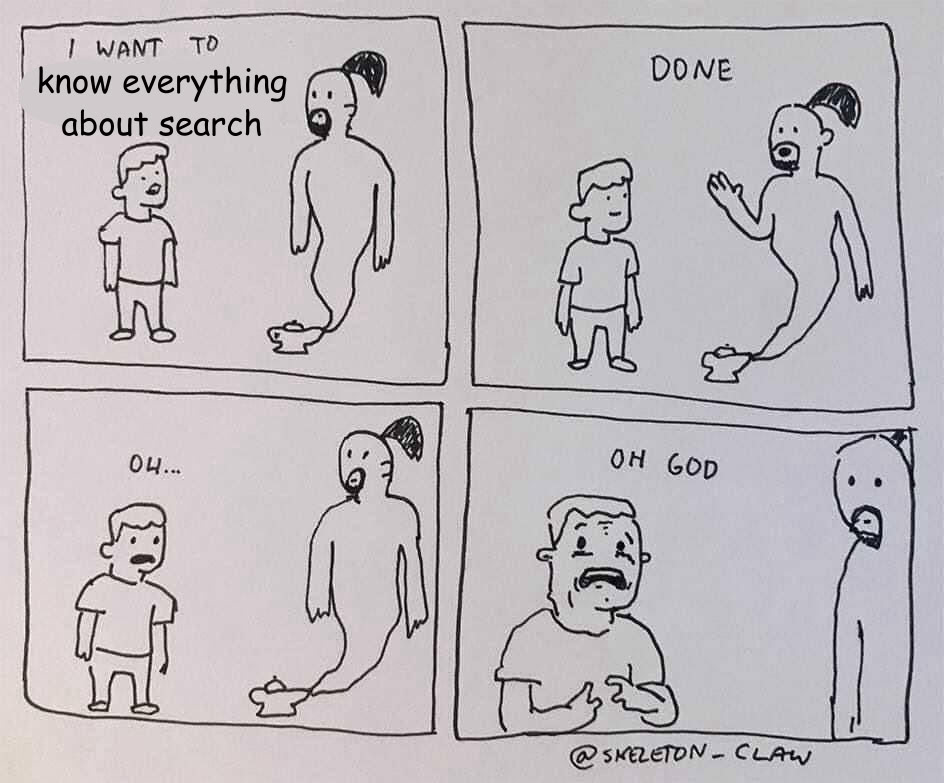 I WANT TO
know everything
about search
DONE
OH...
OH GOD
@SKELETON_CLAW